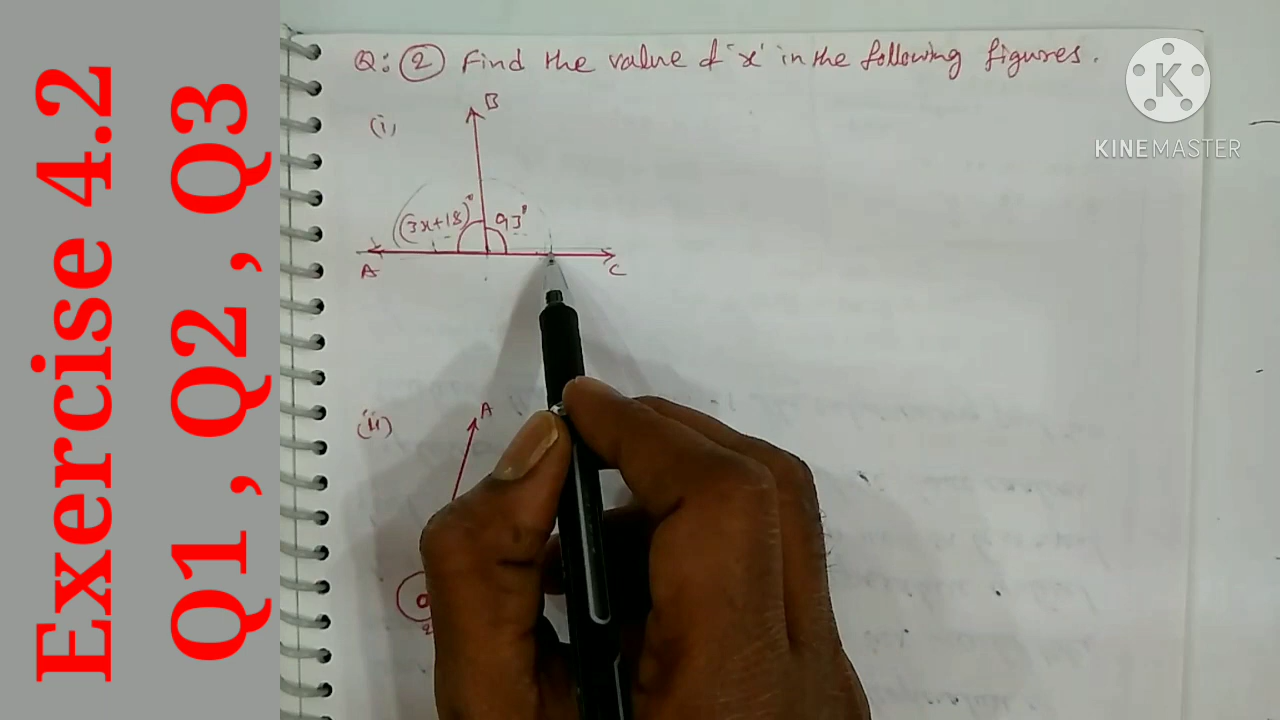 Exercise 4.2
Q1, Q2, Q3
Q: 2 Find the value of 'x' in the following figures.
K
KINEMASTER
(i)
B
(3x+18)° 93°
A
C
(ii)
A